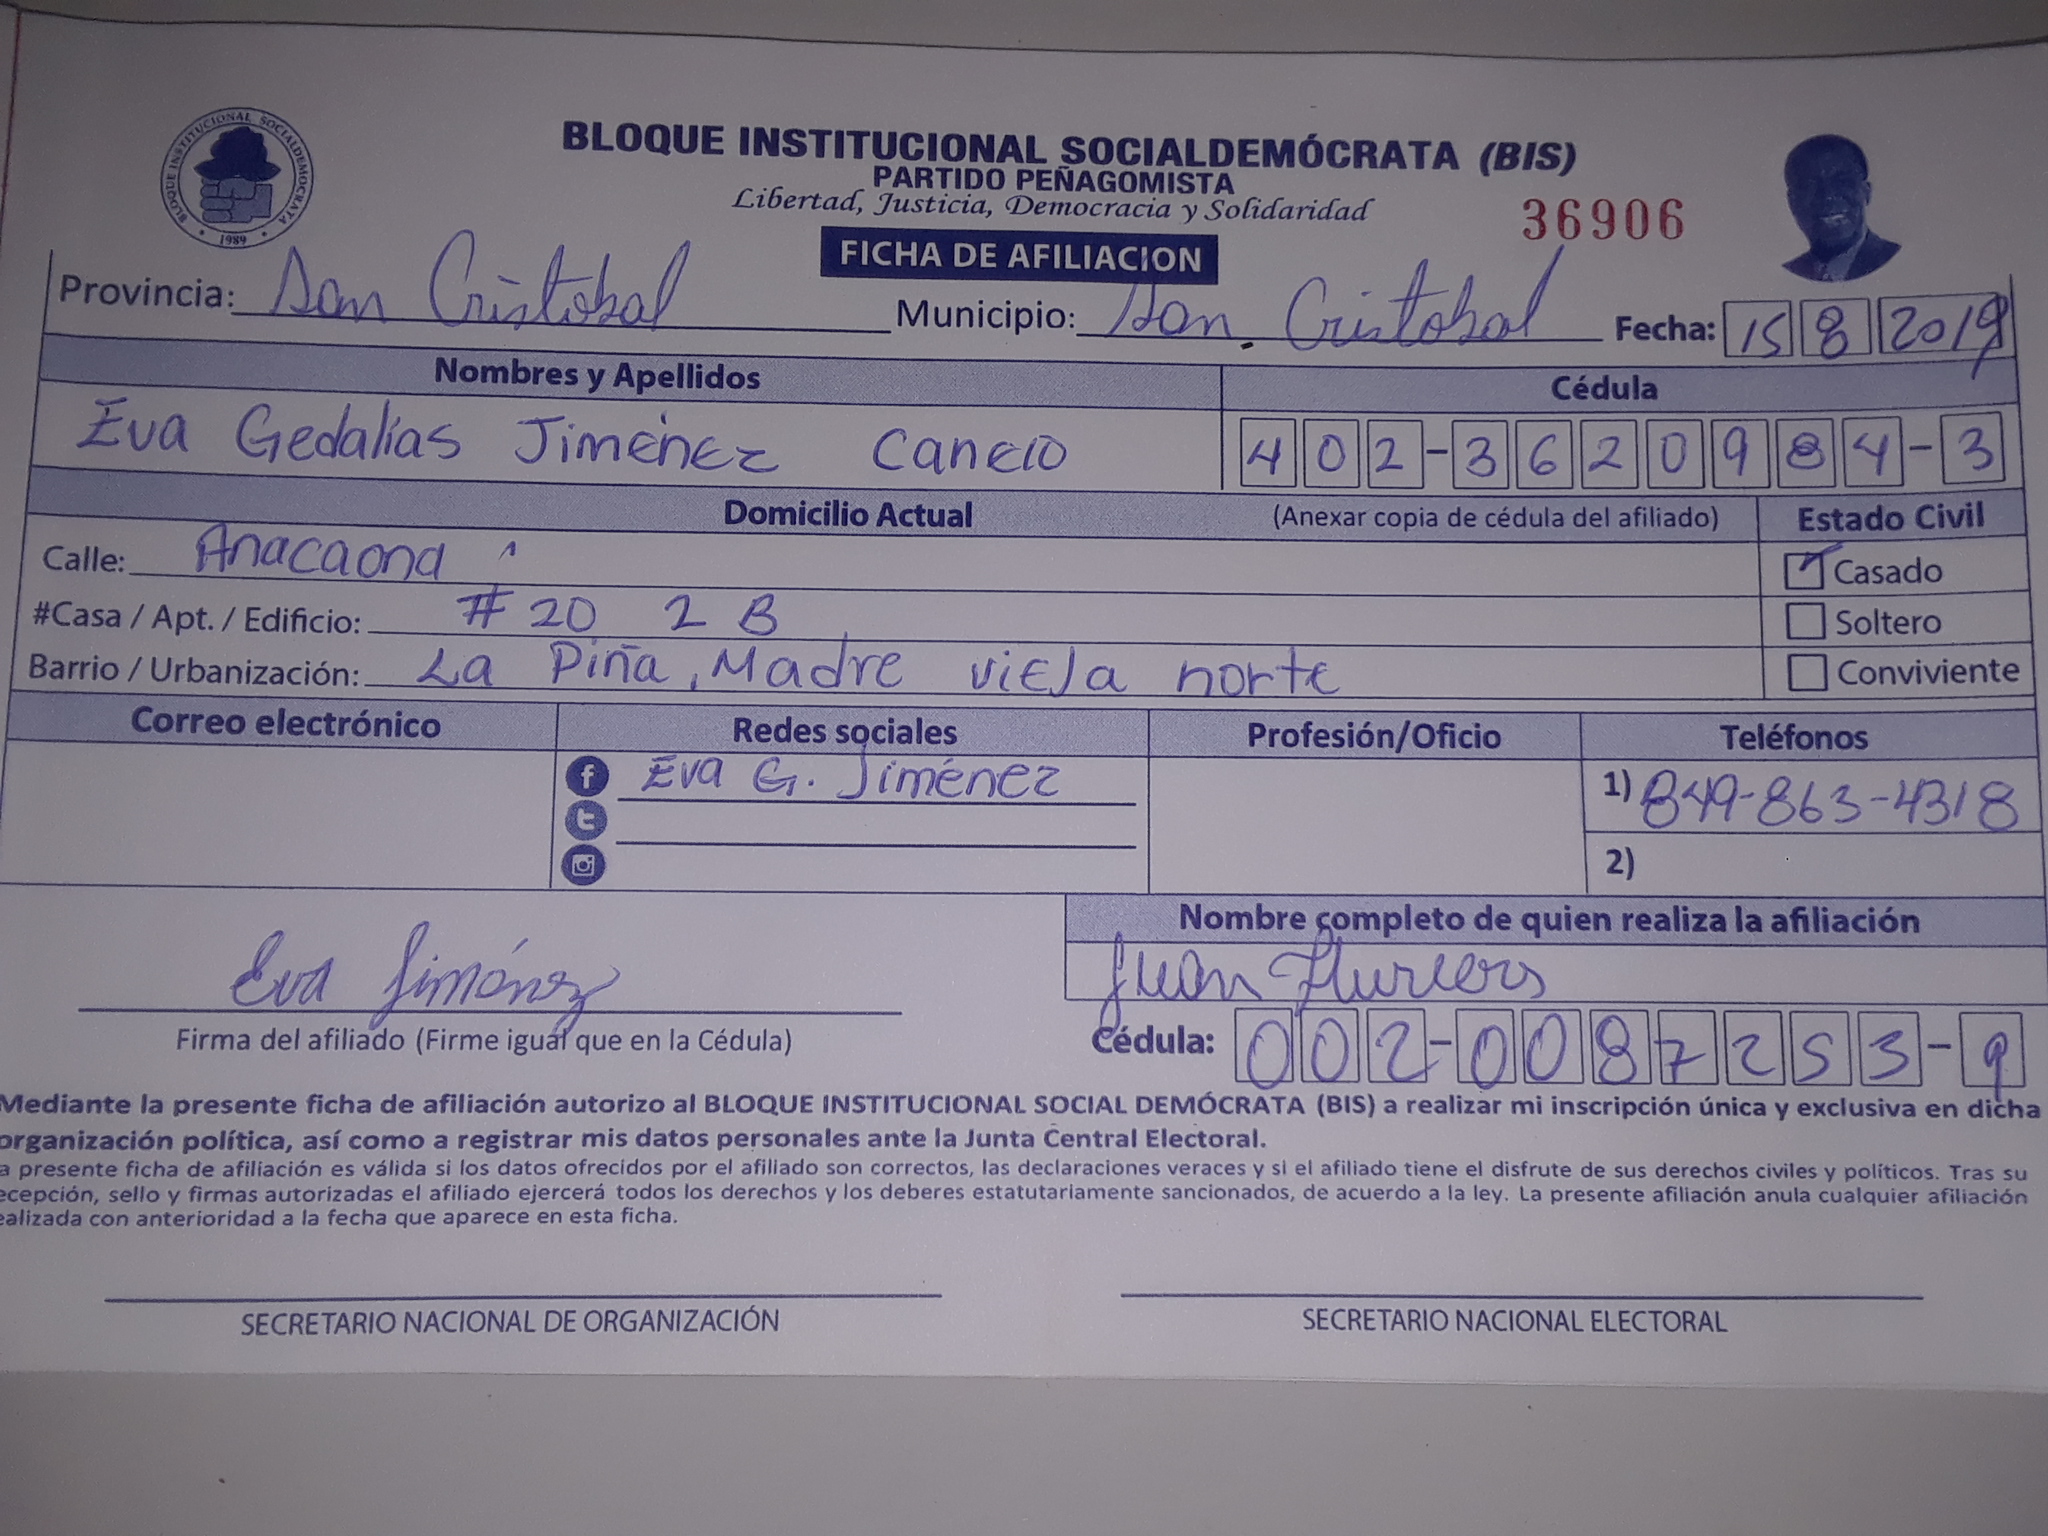 BLOQUE INSTITUCIONAL SOCIALDEMOCRATA
1989
BLOQUE INSTITUCIONAL SOCIALDEMÓCRATA (BIS)
PARTIDO PEÑAGOMISTA
Libertad, Justicia, Democracia y Solidaridad
36906
FICHA DE AFILIACION
Provincia: San Cristobal Municipio: San Cristobal Fecha: 15 8 2019
Nombres y Apellidos Cédula
Eva Gedalías Jiménez Cancio 402-3620984-3
Domicilio Actual (Anexar copia de cédula del afiliado) Estado Civil
Calle: Anacaona Casado
#Casa / Apt. / Edificio: #20 2 B Soltero
Barrio / Urbanización: La Piña, Madre vieja norte Conviviente
Correo electrónico Redes sociales Profesión/Oficio Teléfonos
Eva G. Jiménez 1) 849-863-4318
2)
Nombre completo de quien realiza la afiliación
Eva Jiménez Juan
Firma del afiliado (Firme igual que en la Cédula) Cédula: 002-0087253-9
Mediante la presente ficha de afiliación autorizo al BLOQUE INSTITUCIONAL SOCIAL DEMÓCRATA (BIS) a realizar mi inscripción única y exclusiva en dicha
organización política, así como a registrar mis datos personales ante la Junta Central Electoral.
a presente ficha de afiliación es válida si los datos ofrecidos por el afiliado son correctos, las declaraciones veraces y si el afiliado tiene el disfrute de sus derechos civiles y políticos. Tras su
ecepción, sello y firmas autorizadas el afiliado ejercerá todos los derechos y los deberes estatutariamente sancionados, de acuerdo a la ley. La presente afiliación anula cualquier afiliación
ealizada con anterioridad a la fecha que aparece en esta ficha.
SECRETARIO NACIONAL DE ORGANIZACIÓN SECRETARIO NACIONAL ELECTORAL